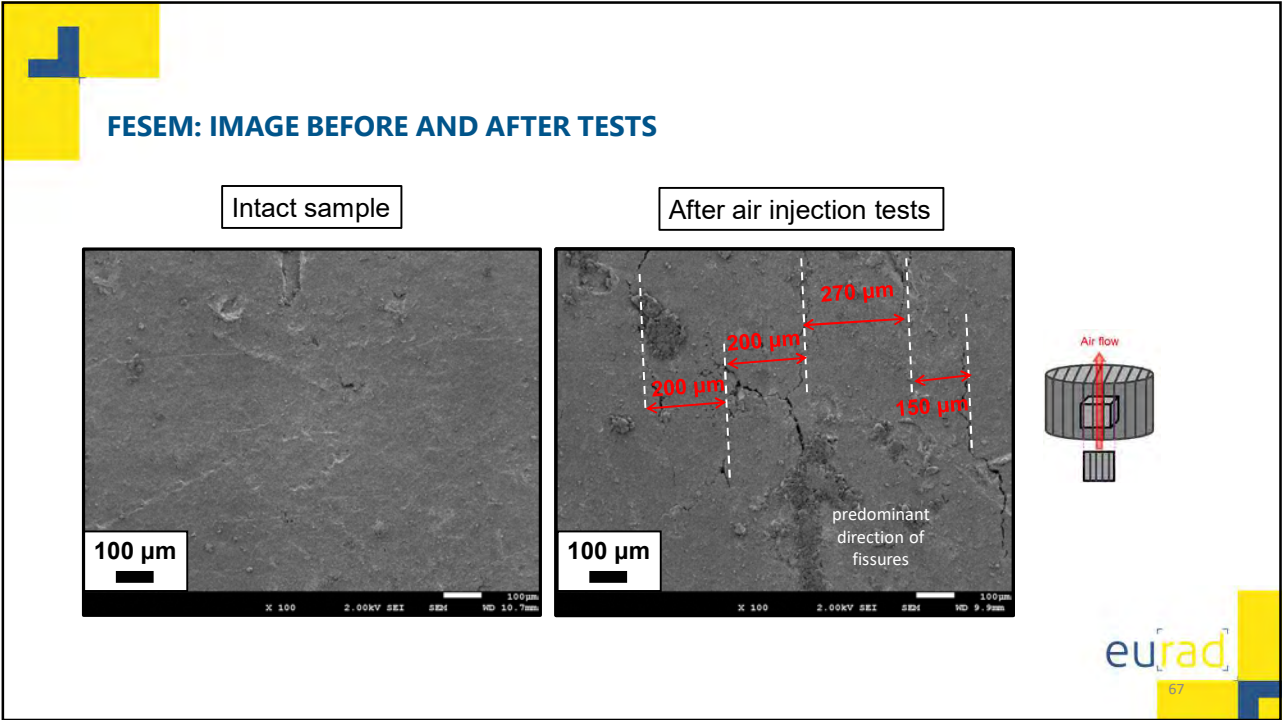 FESEM: IMAGE BEFORE AND AFTER TESTS
Intact sample
After air injection tests
100 µm
X 100 2.00kV SEI SEM WD 10.7mm
100µm
270 µm
200 µm
200 µm
150 µm
predominant
direction of
fissures
100 µm
X 100 2.00kV SEI SEM WD 9.9mm
100µm
Air flow
eurad
67